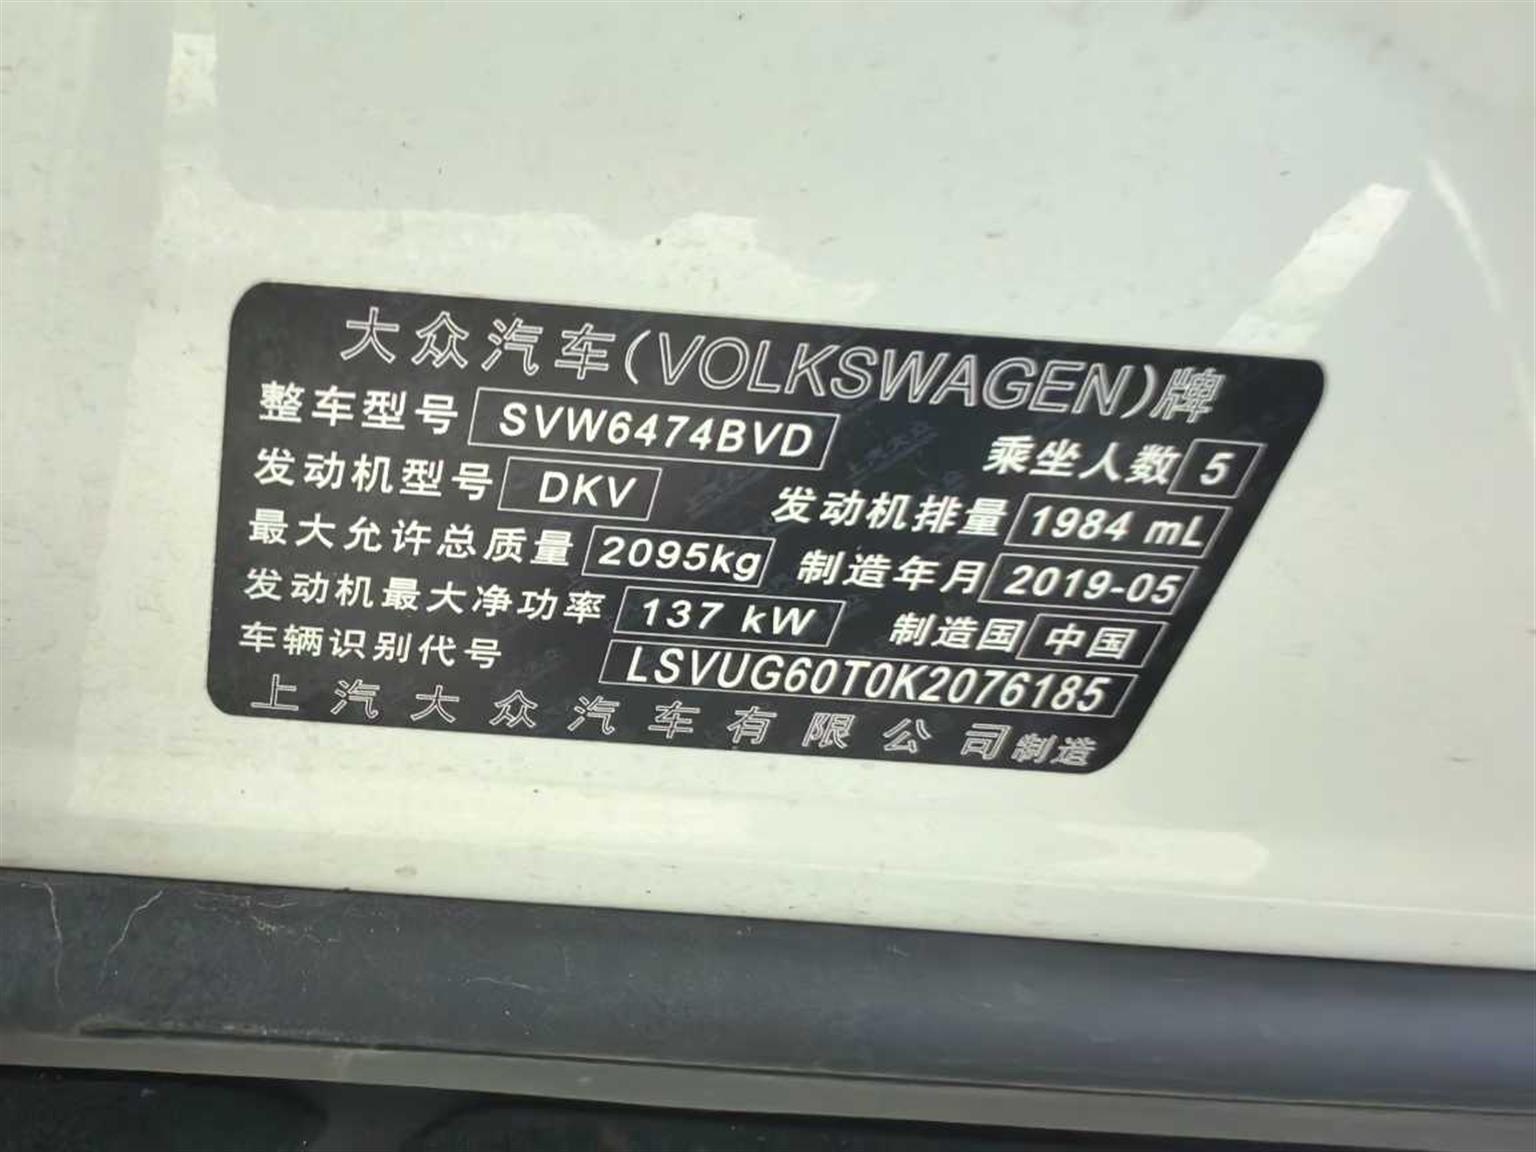 大众汽车(VOLKSWAGEN)牌
整车型号 SVW6474BVD 乘坐人数 5
发动机型号 DKV 发动机排量 1984 mL
最大允许总质量 2095kg 制造年月 2019-05
发动机最大净功率 137 kW 制造国 中国
车辆识别代号 LSVUG60T0K2076185
上汽大众汽车有限公司制造